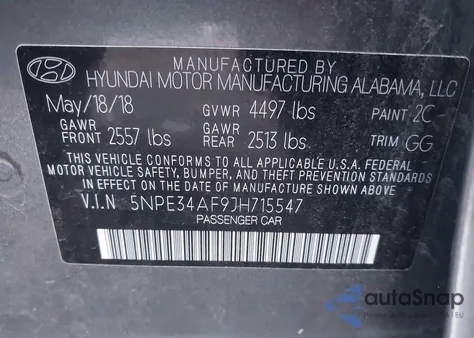 MANUFACTURED BY
HYUNDAI MOTOR MANUFACTURING ALABAMA, LLC
May/18/18 GVWR 4497 lbs PAINT 2C
GAWR FRONT 2557 lbs GAWR REAR 2513 lbs TRIM GG
THIS VEHICLE CONFORMS TO ALL APPLICABLE U.S.A. FEDERAL
MOTOR VEHICLE SAFETY, BUMPER, AND THEFT PREVENTION
STANDARDS IN EFFECT ON THE DATE OF MANUFACTURE SHOWN ABOVE
V.I.N 5NPE34AF9JH715547
PASSENGER CAR
autoSnap